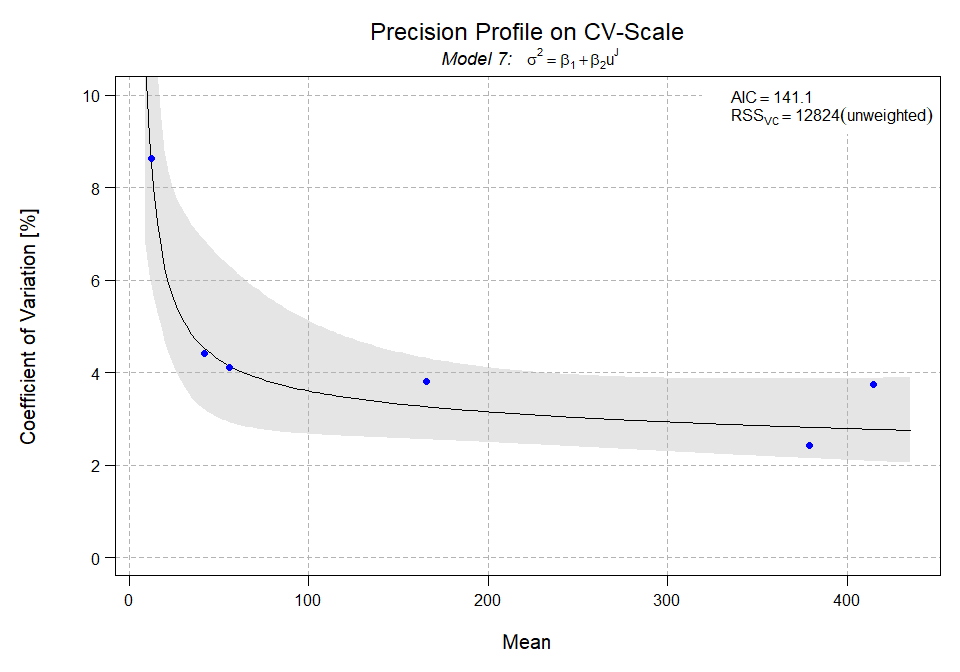 Precision Profile on CV-Scale
Model 7: σ² = β₁ + β₂uᴶ
AIC = 141.1
RSS_VC = 12824(unweighted)
Coefficient of Variation [%]
10
8
6
4
2
0
0 100 200 300 400
Mean